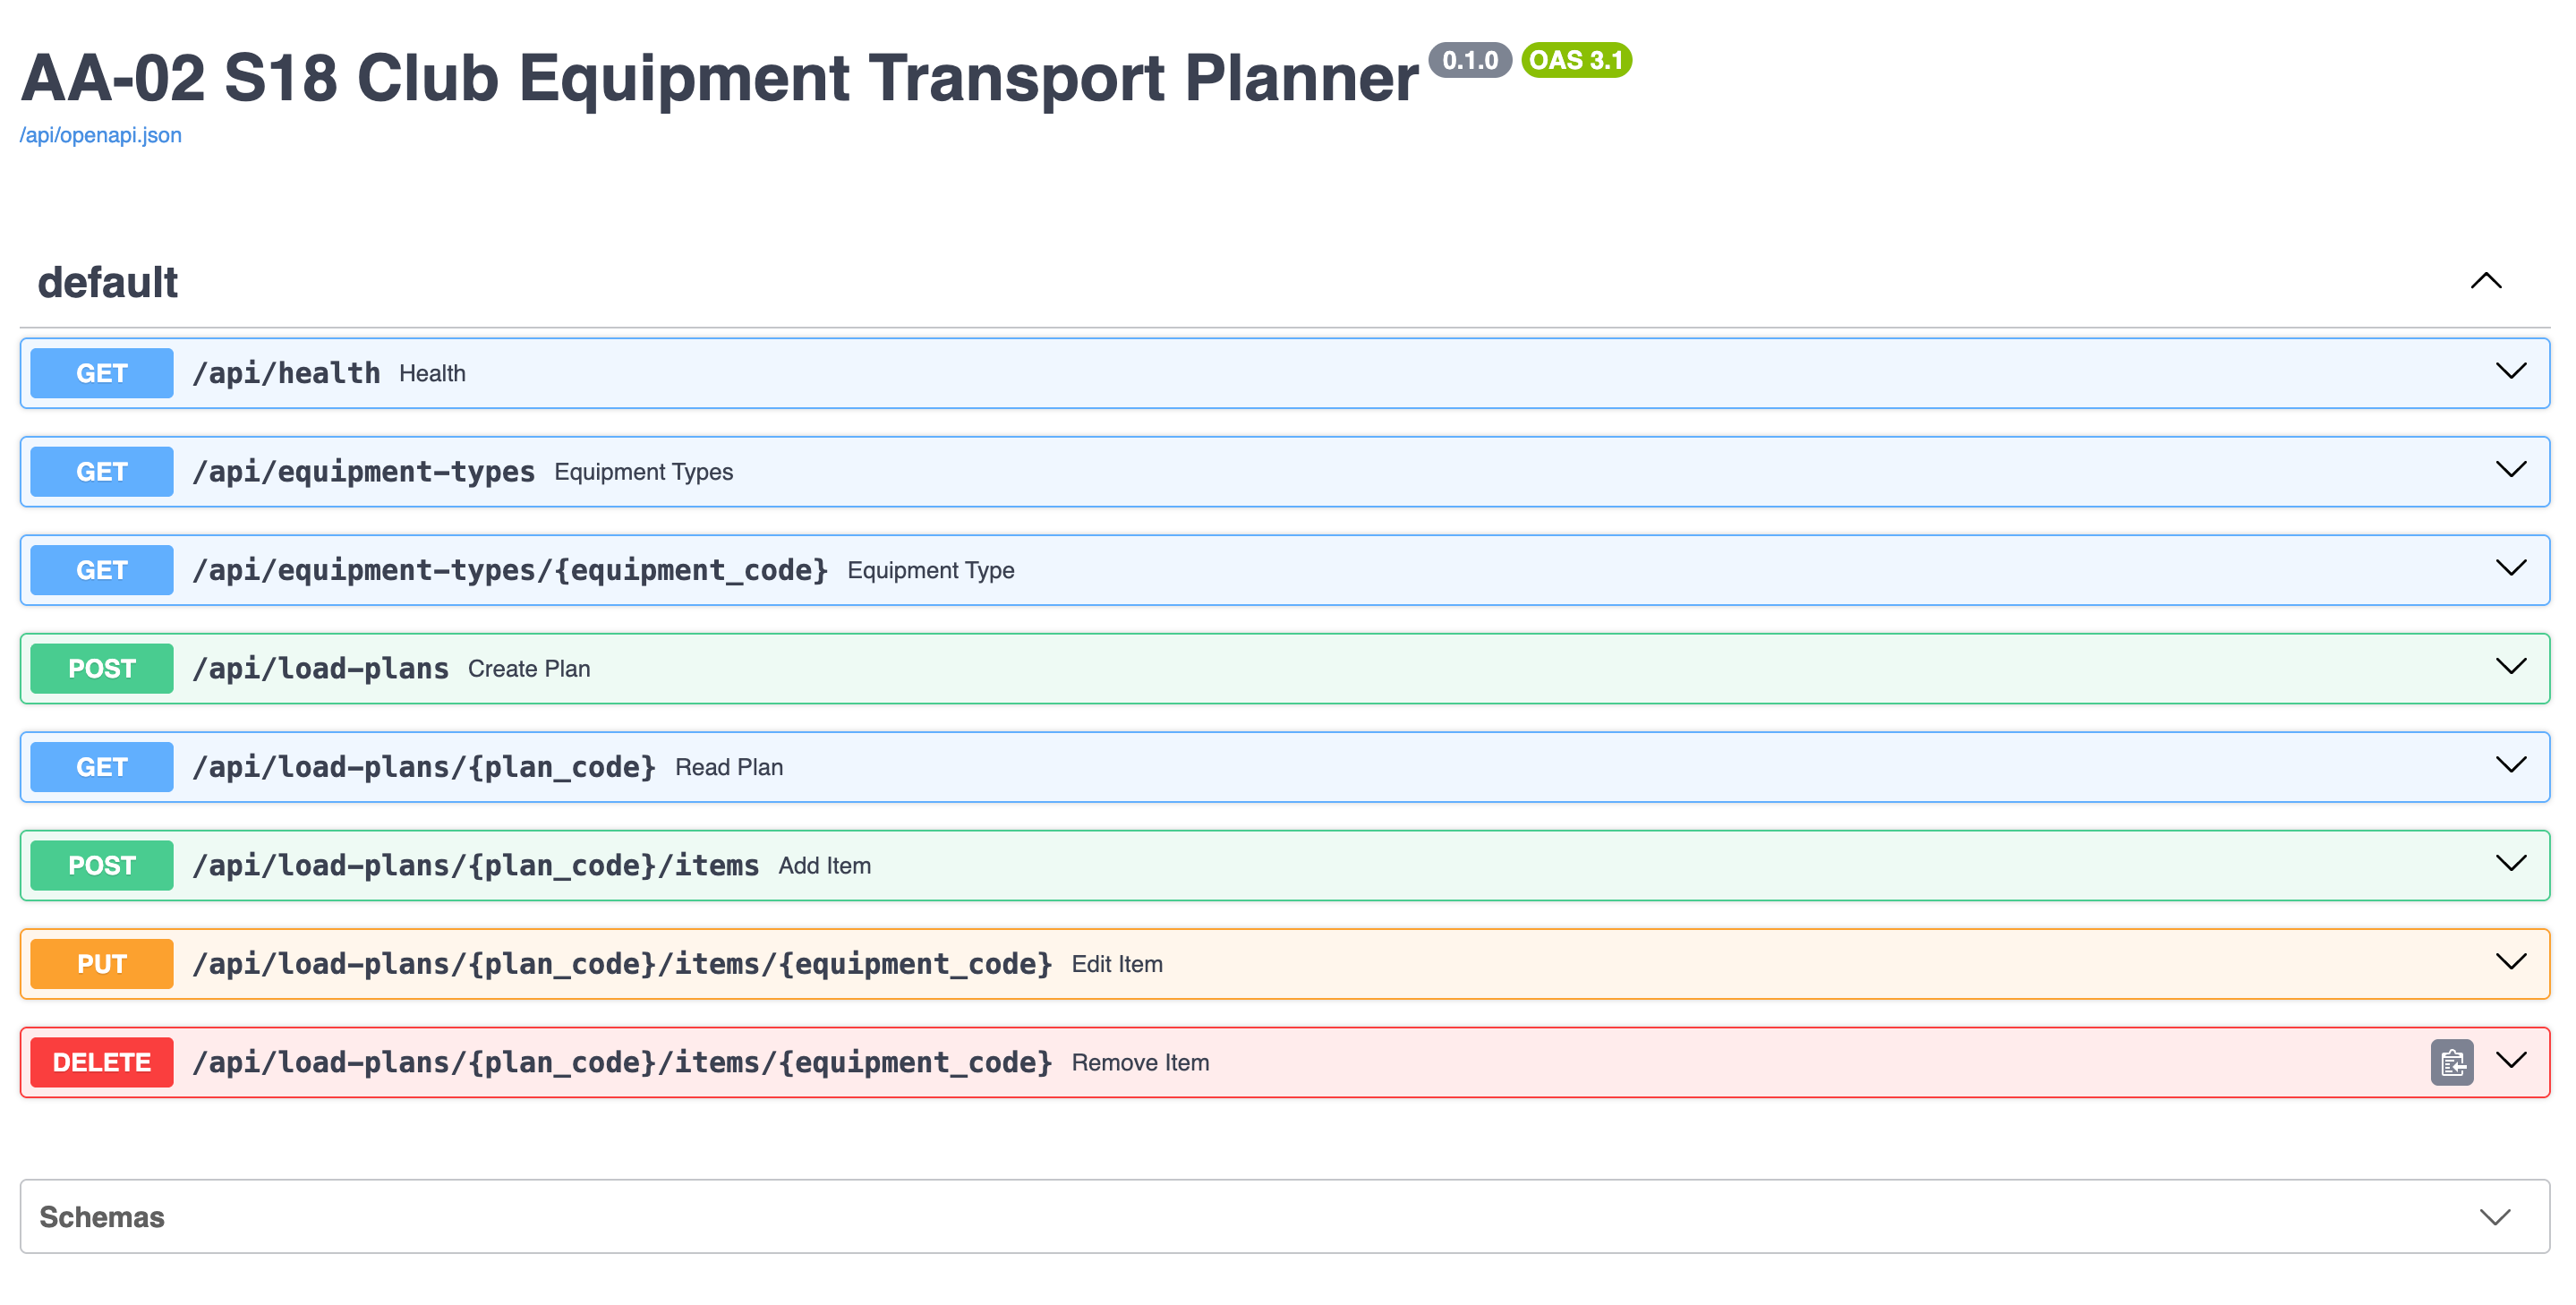 AA-02 S18 Club Equipment Transport Planner 0.1.0 OAS 3.1
/api/openapi.json
default
GET /api/health Health
GET /api/equipment-types Equipment Types
GET /api/equipment-types/{equipment_code} Equipment Type
POST /api/load-plans Create Plan
GET /api/load-plans/{plan_code} Read Plan
POST /api/load-plans/{plan_code}/items Add Item
PUT /api/load-plans/{plan_code}/items/{equipment_code} Edit Item
DELETE /api/load-plans/{plan_code}/items/{equipment_code} Remove Item
Schemas